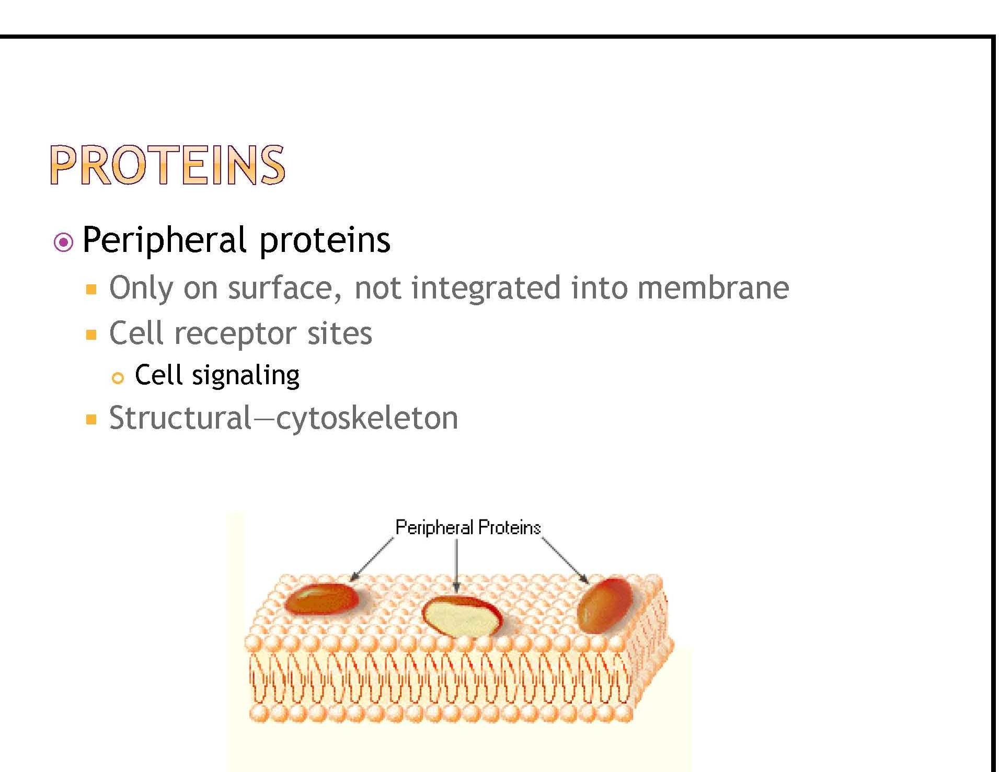 PROTEINS
Peripheral proteins
Only on surface, not integrated into membrane
Cell receptor sites
Cell signaling
Structural—cytoskeleton
Peripheral Proteins